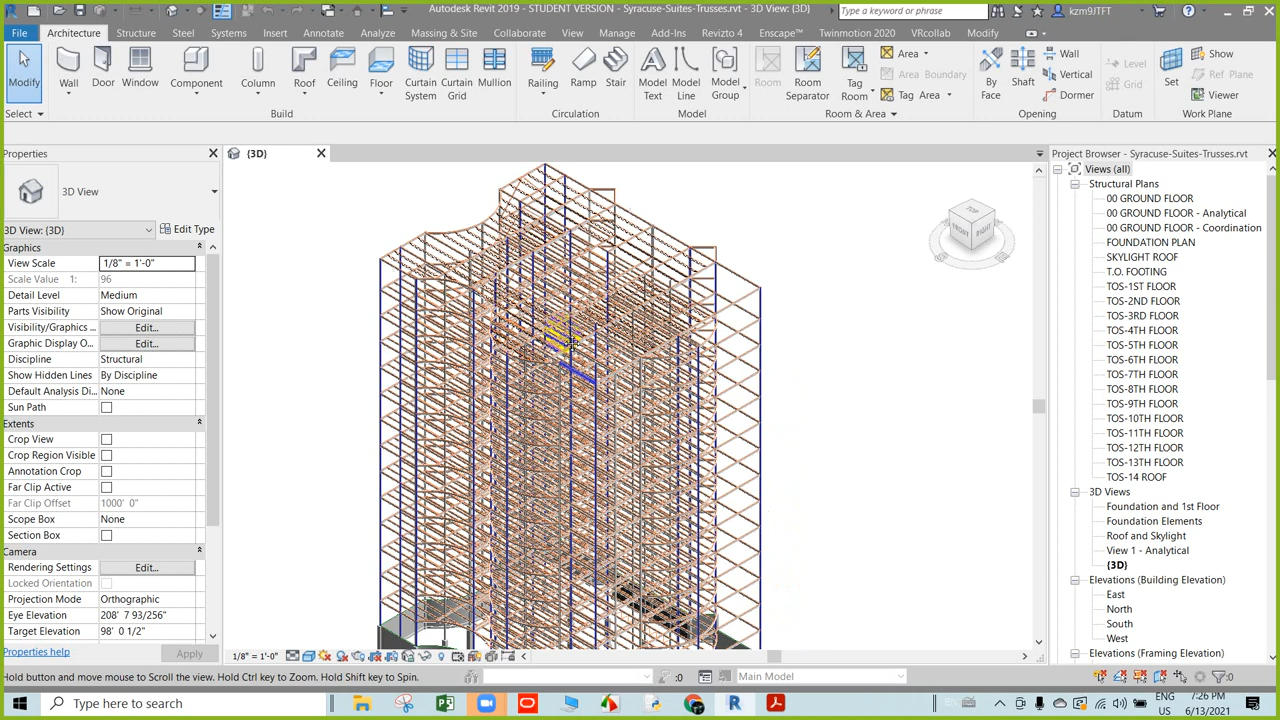 Autodesk Revit 2019 - STUDENT VERSION - Syracuse-Suites-Trusses.rvt - 3D View: {3D}
Type a keyword or phrase
kzm9JTFT
File Architecture Structure Steel Systems Insert Annotate Analyze Massing & Site Collaborate View Manage Add-Ins Revizto 4 Enscape™ Twinmotion 2020 VRcollab Modify
Modify Wall Door Window Component Column Roof Ceiling Floor Curtain System Curtain Grid Mullion Railing Ramp Stair Model Text Model Line Model Group Room Room Separator Tag Room
Area
Area Boundary
Tag Area
By Face Shaft
Wall
Vertical
Dormer
Level
Grid
Set
Show
Ref Plane
Viewer
Select Build Circulation Model Room & Area Opening Datum Work Plane
Properties
3D View
3D View: {3D} Edit Type
Graphics
View Scale 1/8" = 1'-0"
Scale Value 1: 96
Detail Level Medium
Parts Visibility Show Original
Visibility/Graphics ... Edit...
Graphic Display O... Edit...
Discipline Structural
Show Hidden Lines By Discipline
Default Analysis Di... None
Sun Path
Extents
Crop View
Crop Region Visible
Annotation Crop
Far Clip Active
Far Clip Offset 1000' 0"
Scope Box None
Section Box
Camera
Rendering Settings Edit...
Locked Orientation
Projection Mode Orthographic
Eye Elevation 208' 7 93/256"
Target Elevation 98' 0 1/2"
Properties help Apply
{3D}
TOP
FRONT RIGHT
1/8" = 1'-0"
Project Browser - Syracuse-Suites-Trusses.rvt
Views (all)
Structural Plans
00 GROUND FLOOR
00 GROUND FLOOR - Analytical
00 GROUND FLOOR - Coordination
FOUNDATION PLAN
SKYLIGHT ROOF
T.O. FOOTING
TOS-1ST FLOOR
TOS-2ND FLOOR
TOS-3RD FLOOR
TOS-4TH FLOOR
TOS-5TH FLOOR
TOS-6TH FLOOR
TOS-7TH FLOOR
TOS-8TH FLOOR
TOS-9TH FLOOR
TOS-10TH FLOOR
TOS-11TH FLOOR
TOS-12TH FLOOR
TOS-13TH FLOOR
TOS-14 ROOF
3D Views
Foundation and 1st Floor
Foundation Elements
Roof and Skylight
View 1 - Analytical
{3D}
Elevations (Building Elevation)
East
North
South
West
Elevations (Framing Elevation)
Hold button and move mouse to Scroll the view. Hold Ctrl key to Zoom. Hold Shift key to Spin.
:0
Main Model
:0
Type here to search
ENG
US
7:26 PM
6/13/2021